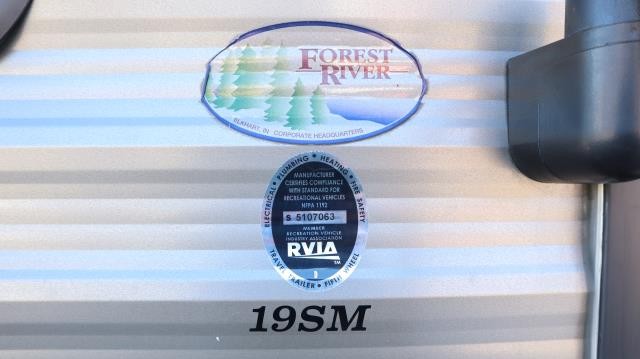 FOREST
RIVER
ELKHART, IN CORPORATE HEADQUARTERS
ELECTRICAL • PLUMBING • HEATING • FIRE SAFETY
MANUFACTURER
CERTIFIES COMPLIANCE
WITH STANDARD FOR
RECREATIONAL VEHICLES
NFPA 1192
S 5107063
MEMBER
RECREATION VEHICLE
INDUSTRY ASSOCIATION
RVIA
TM
TRAVEL TRAILER • FIFTH WHEEL
19SM